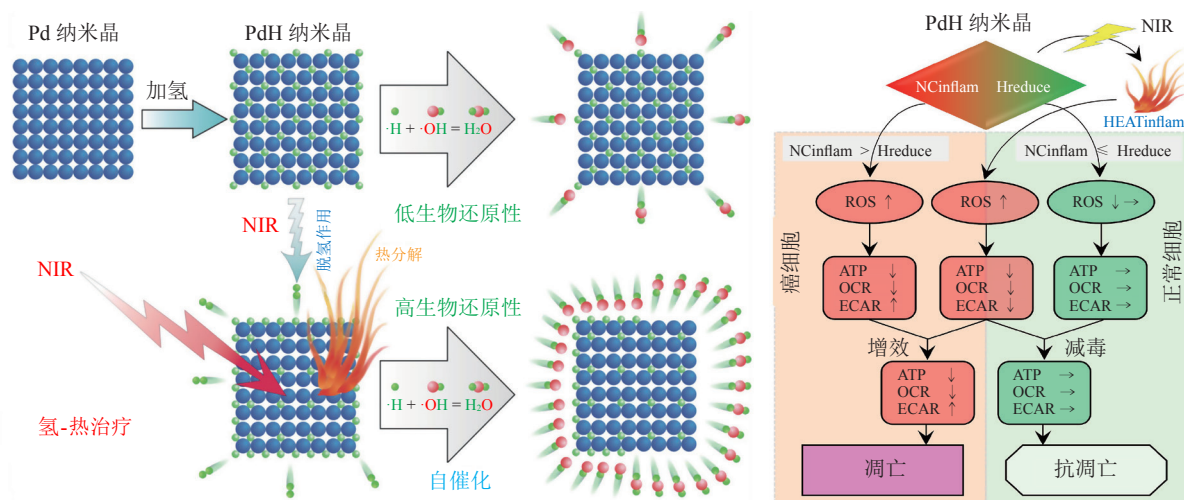 Pd 纳米晶
加氢
PdH 纳米晶
·H + ·OH = H₂O
低生物还原性
NIR
脱氢作用
热分解
NIR
高生物还原性
·H + ·OH = H₂O
氢-热治疗
自催化
PdH 纳米晶
NIR
NCinflam Hreduce
HEATinflam
NCinflam > Hreduce
NCinflam ≤ Hreduce
ROS ↑
ROS ↑
ROS ↓→
癌细胞
正常细胞
ATP ↓
OCR ↓
ECAR ↑
ATP ↓
OCR ↓
ECAR ↓
ATP →
OCR →
ECAR →
增效
减毒
ATP ↓
OCR ↓
ECAR ↑
ATP →
OCR →
ECAR →
凋亡
抗凋亡